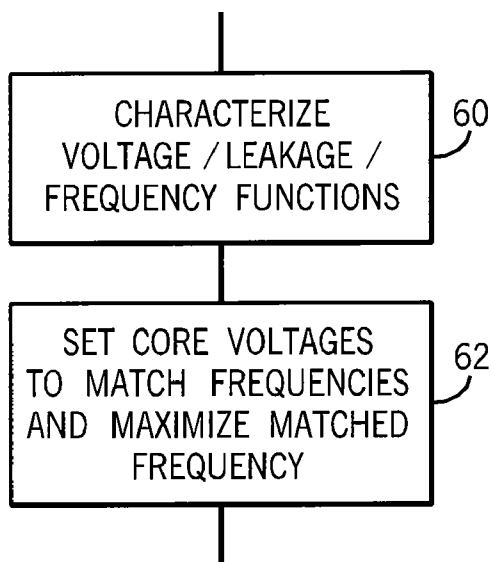 CHARACTERIZE
VOLTAGE / LEAKAGE /
FREQUENCY FUNCTIONS
60
SET CORE VOLTAGES
TO MATCH FREQUENCIES
AND MAXIMIZE MATCHED
FREQUENCY
62